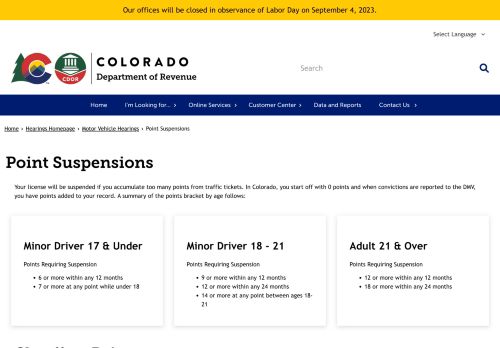 Our offices will be closed in observance of Labor Day on September 4, 2023.
Select Language
COLORADO
Department of Revenue
CDOR
Search
Home
I'm Looking for...
Online Services
Customer Center
Data and Reports
Contact Us
Home › Hearings Homepage › Motor Vehicle Hearings › Point Suspensions
Point Suspensions
Your license will be suspended if you accumulate too many points from traffic tickets. In Colorado, you start off with 0 points and when convictions are reported to the DMV,
you have points added to your record. A summary of the points bracket by age follows:
Minor Driver 17 & Under
Points Requiring Suspension
• 6 or more within any 12 months
• 7 or more at any point while under 18
Minor Driver 18 - 21
Points Requiring Suspension
• 9 or more within any 12 months
• 12 or more within any 24 months
• 14 or more at any point between ages 18-
21
Adult 21 & Over
Points Requiring Suspension
• 12 or more within any 12 months
• 18 or more within any 24 months